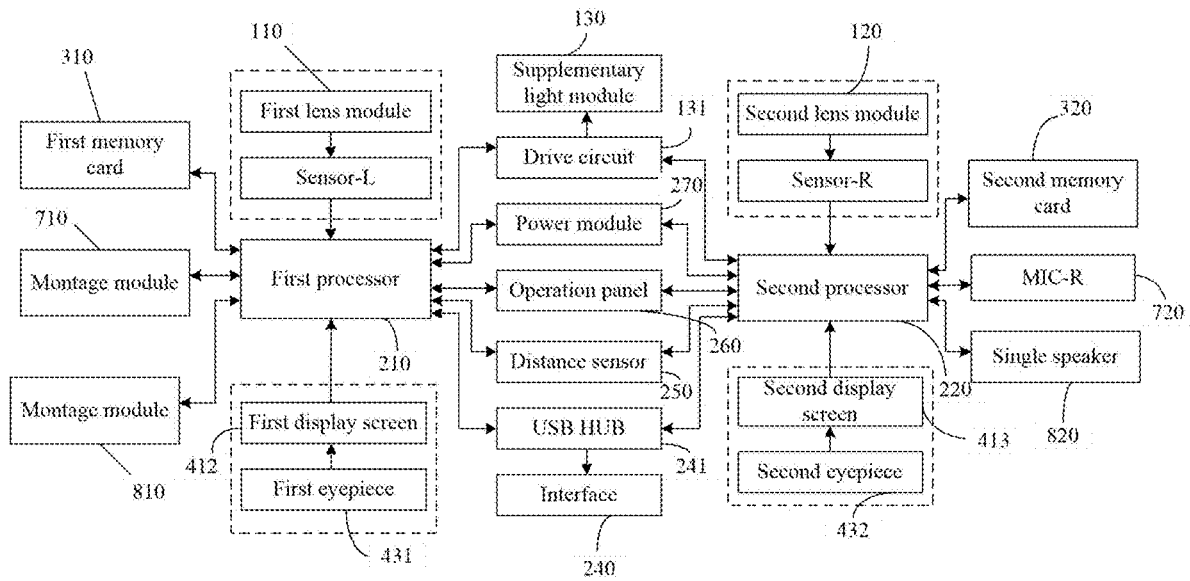 110
130
120
310
Supplementary
light module
First lens module
Second lens module
131
320
First memory
card
Drive circuit
Sensor-L
Sensor-R
270
Second memory
card
710
Power module
Montage module
First processor
Second processor
MIC-R
Operation panel
720
210
260
Distance sensor
220
Single speaker
250
Montage module
First display screen
Second display
screen
USB HUB
412
413
820
241
810
First eyepiece
Second eyepiece
Interface
431
432
240